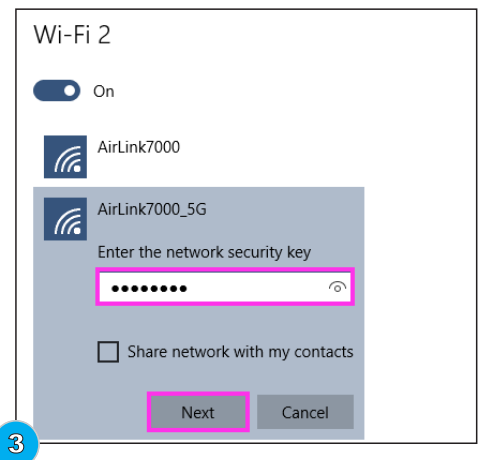 Wi-Fi 2
On
AirLink7000
AirLink7000_5G
Enter the network security key
••••••••
Share network with my contacts
Next Cancel
3